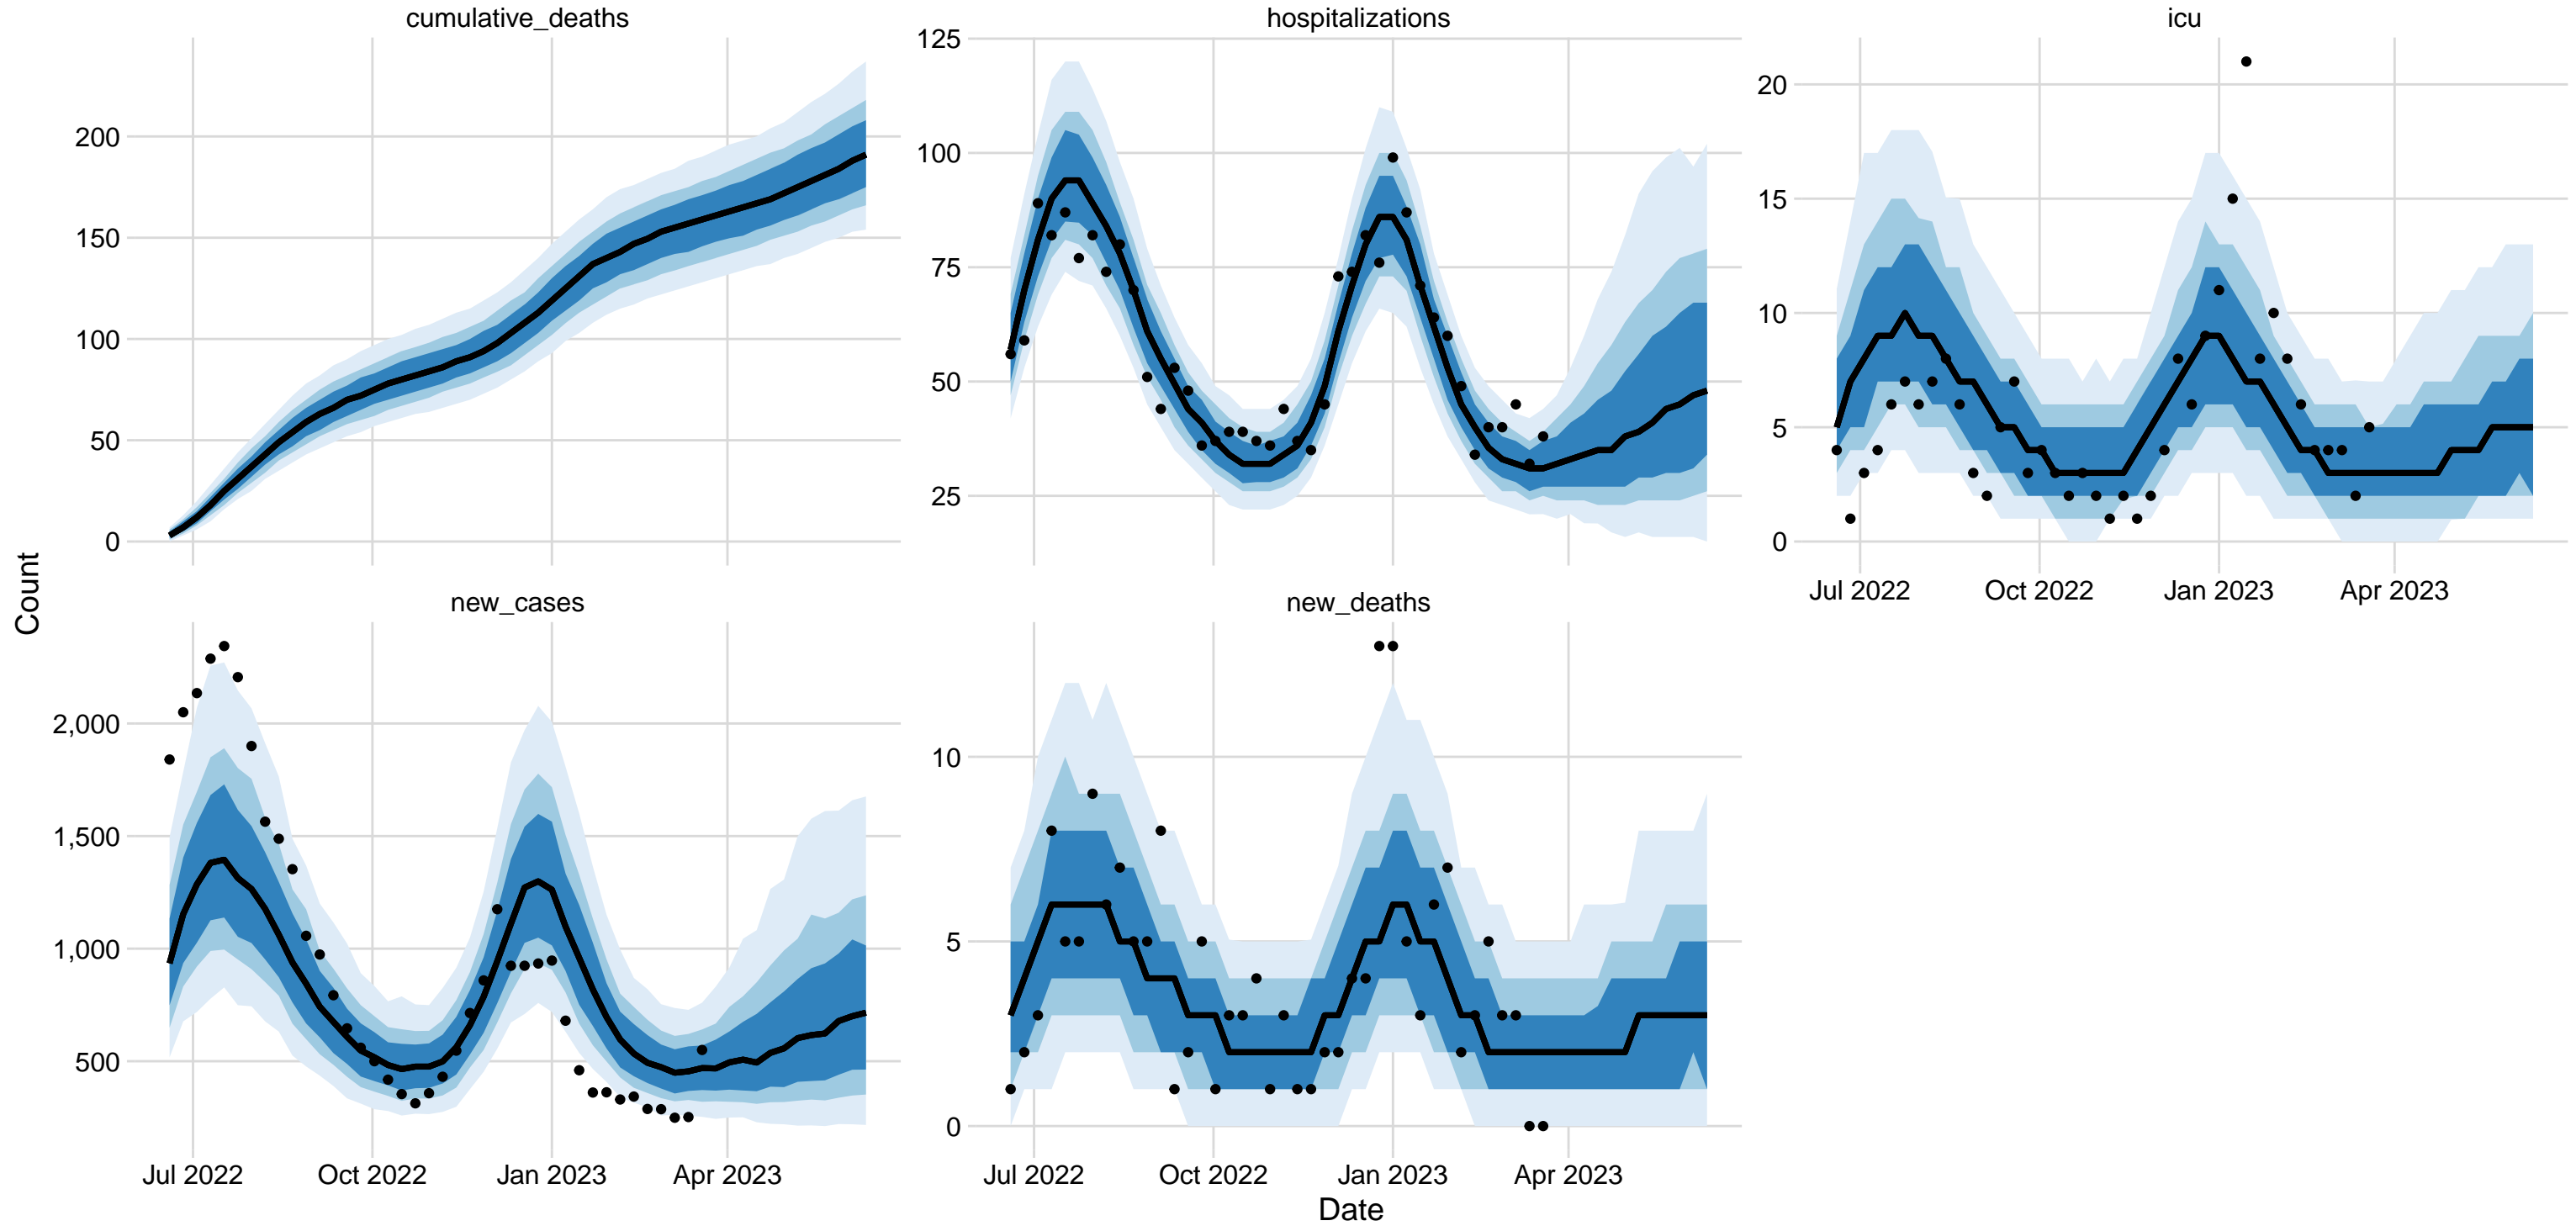 cumulative_deaths
hospitalizations
icu
200
150
100
50
0
125
100
75
50
25
20
15
10
5
0
Jul 2022 Oct 2022 Jan 2023 Apr 2023
Count
new_cases
new_deaths
2,000
1,500
1,000
500
10
5
0
Jul 2022 Oct 2022 Jan 2023 Apr 2023
Jul 2022 Oct 2022 Jan 2023 Apr 2023
Date